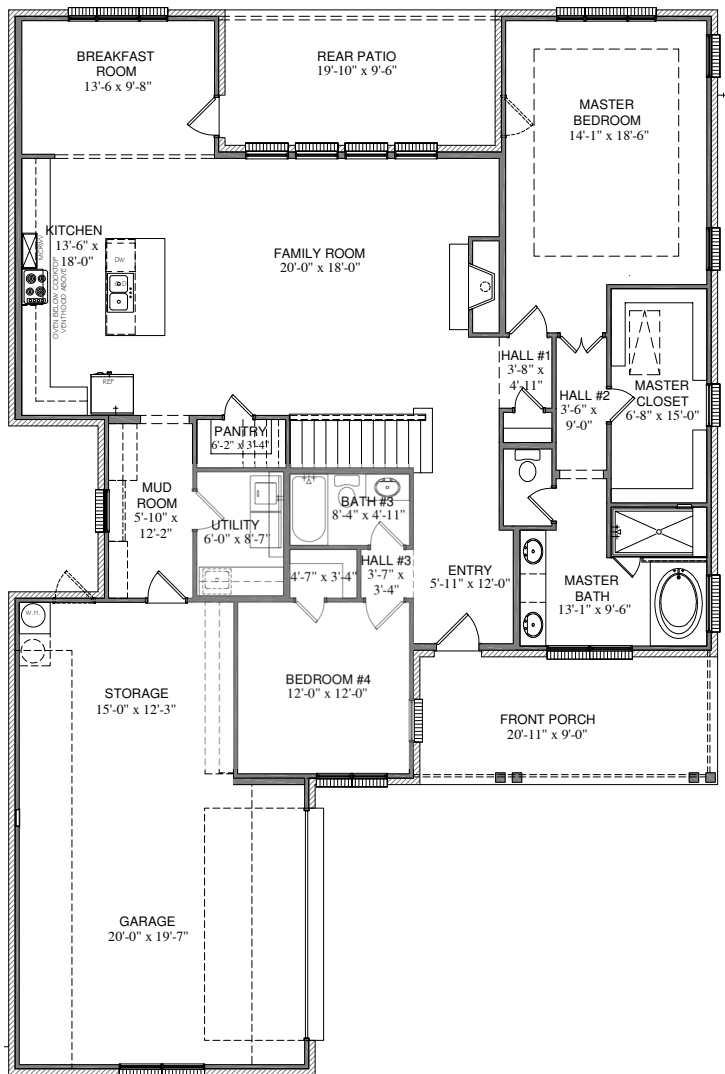 BREAKFAST
ROOM
13'-6 x 9'-8"
REAR PATIO
19'-10" x 9'-6"
MASTER
BEDROOM
14'-1" x 18'-6"
KITCHEN
13'-6" x
18'-0"
MICRWV
OVEN BELOW COOKTOP
VENTHOOD ABOVE
DW
FAMILY ROOM
20'-0" x 18'-0"
REF
HALL #1
3'-8" x
4'-11"
HALL #2
3'-6" x
9'-0"
MASTER
CLOSET
6'-8" x 15'-0"
PANTRY
6'-2" x 3'-4"
MUD
ROOM
5'-10" x
12'-2"
UTILITY
6'-0" x 8'-7"
BATH #3
8'-4" x 4'-11"
4'-7" x 3'-4"
HALL #3
3'-7" x
3'-4"
ENTRY
5'-11" x 12'-0"
MASTER
BATH
13'-1" x 9'-6"
W.H.
STORAGE
15'-0" x 12'-3"
BEDROOM #4
12'-0" x 12'-0"
FRONT PORCH
20'-11" x 9'-0"
GARAGE
20'-0" x 19'-7"